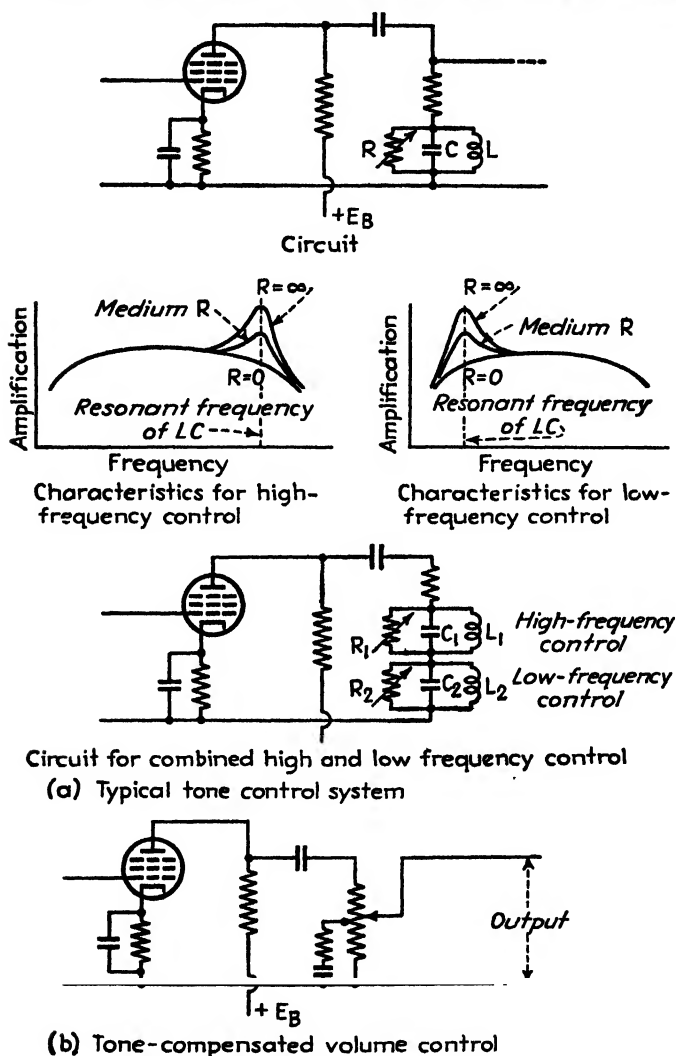 R C L
+E_B
Circuit
R=∞
Medium R
R=0
Resonant frequency
of LC
Amplification
Frequency
Characteristics for high-
frequency control
R=∞
Medium R
R=0
Resonant frequency
of LC
Amplification
Frequency
Characteristics for low-
frequency control
R₁ C₁ L₁ High-frequency
control
R₂ C₂ L₂ Low-frequency
control
Circuit for combined high and low frequency control
(a) Typical tone control system
Output
+ E_B
(b) Tone-compensated volume control